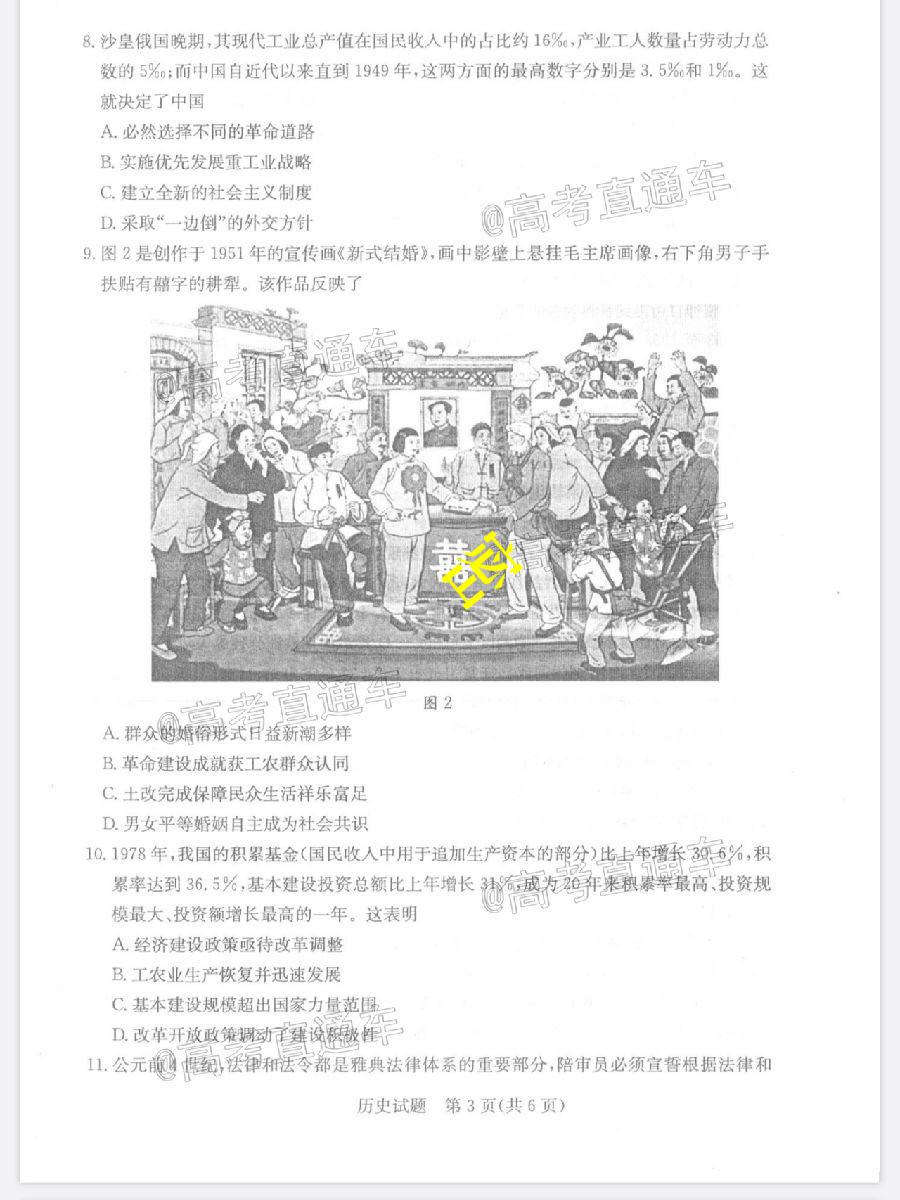 8. 沙皇俄国晚期,其现代工业总产值在国民收入中的占比约16‰,产业工人数量占劳动力总
数的5‰;而中国自近代以来直到1949年,这两方面的最高数字分别是3.5‰和1‰。这
就决定了中国
A. 必然选择不同的革命道路
B. 实施优先发展重工业战略
C. 建立全新的社会主义制度
D. 采取“一边倒”的外交方针
@高考直通车
9. 图2是创作于1951年的宣传画《新式结婚》,画中影壁上悬挂毛主席画像,右下角男子手
扶贴有囍字的耕犁。该作品反映了
@高考直通车
囍
图2
@高考直通车
A. 群众的婚俗形式日益新潮多样
B. 革命建设成就获工农群众认同
C. 土改完成保障民众生活祥乐富足
D. 男女平等婚姻自主成为社会共识
10. 1978年,我国的积累基金(国民收入中用于追加生产资本的部分)比上年增长30.6%,积
累率达到36.5%,基本建设投资总额比上年增长31%,成为20年来积累率最高、投资规
模最大、投资额增长最高的一年。这表明
@高考直通车
A. 经济建设政策亟待改革调整
B. 工农业生产恢复并迅速发展
C. 基本建设规模超出国家力量范围
D. 改革开放政策调动了建设积极性
@高考直通车
11. 公元前4世纪,法律和法令都是雅典法律体系的重要部分,陪审员必须宣誓根据法律和
历史试题 第3页(共6页)